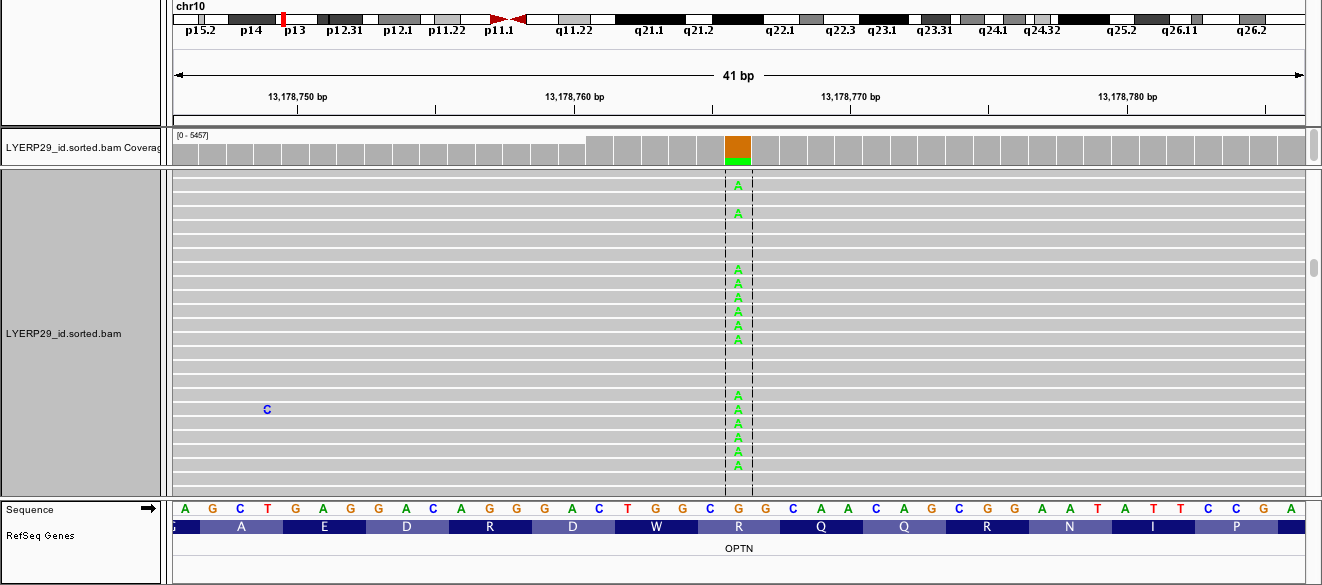 chr10
p15.2 p14 p13 p12.31 p12.1 p11.22 p11.1 q11.22 q21.1 q21.2 q22.1 q22.3 q23.1 q23.31 q24.1 q24.32 q25.2 q26.11 q26.2
41 bp
13,178,750 bp 13,178,760 bp 13,178,770 bp 13,178,780 bp
[0 - 5457]
LYERP29_id.sorted.bam Coverag
A
A
A
A
A
A
A
A
A
C A
A
A
A
A
LYERP29_id.sorted.bam
Sequence
A G C T G A G G A C A G G G A C T G G C G G C A A C A G C G G A A T A T T C C G A
RefSeq Genes
A E D R D W R Q Q R N I P
OPTN